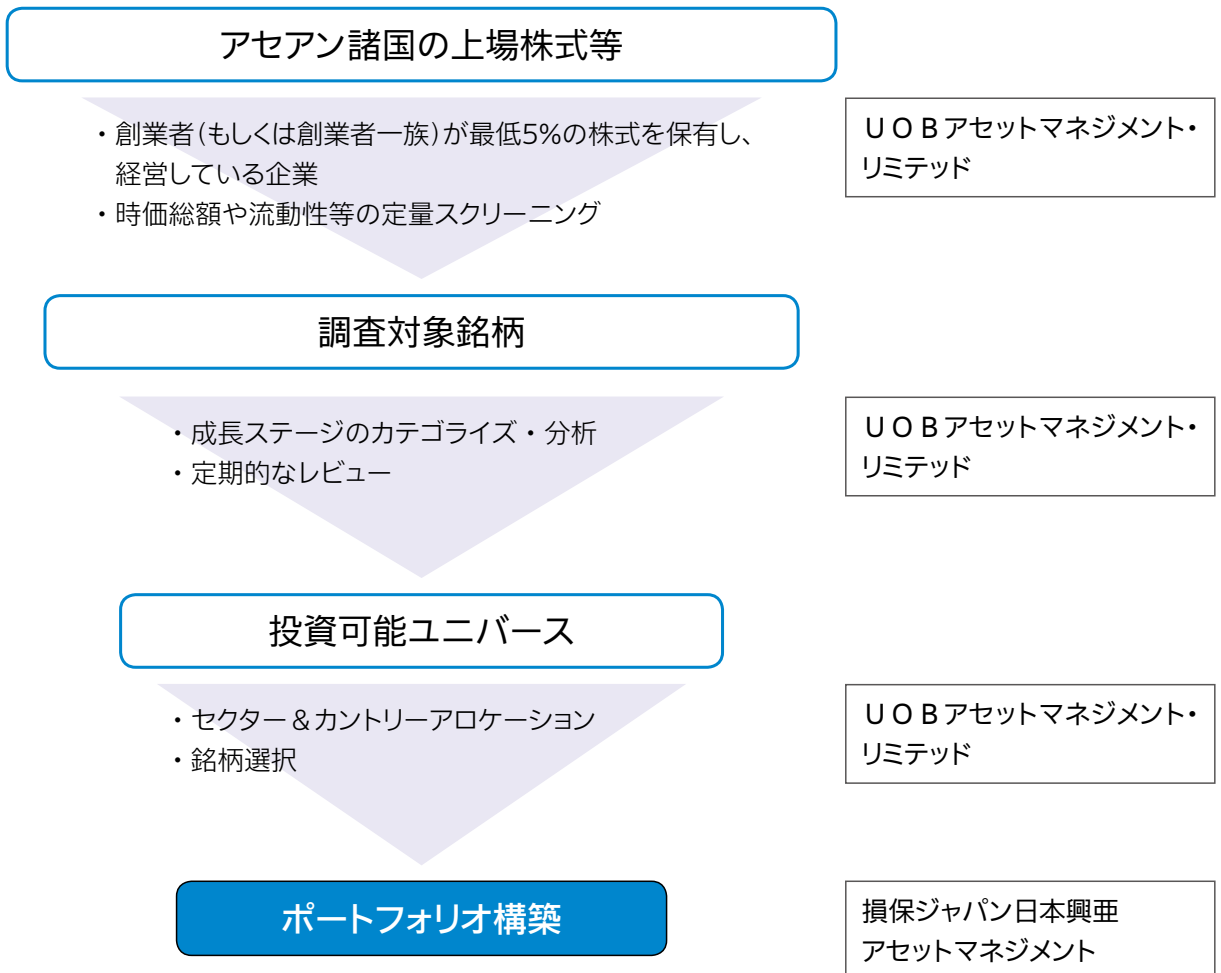 アセアン諸国の上場株式等
・創業者(もしくは創業者一族)が最低5%の株式を保有し、
経営している企業
・時価総額や流動性等の定量スクリーニング
UOBアセットマネジメント・
リミテッド
調査対象銘柄
・成長ステージのカテゴライズ・分析
・定期的なレビュー
UOBアセットマネジメント・
リミテッド
投資可能ユニバース
・セクター&カントリーアロケーション
・銘柄選択
UOBアセットマネジメント・
リミテッド
ポートフォリオ構築
損保ジャパン日本興亜
アセットマネジメント